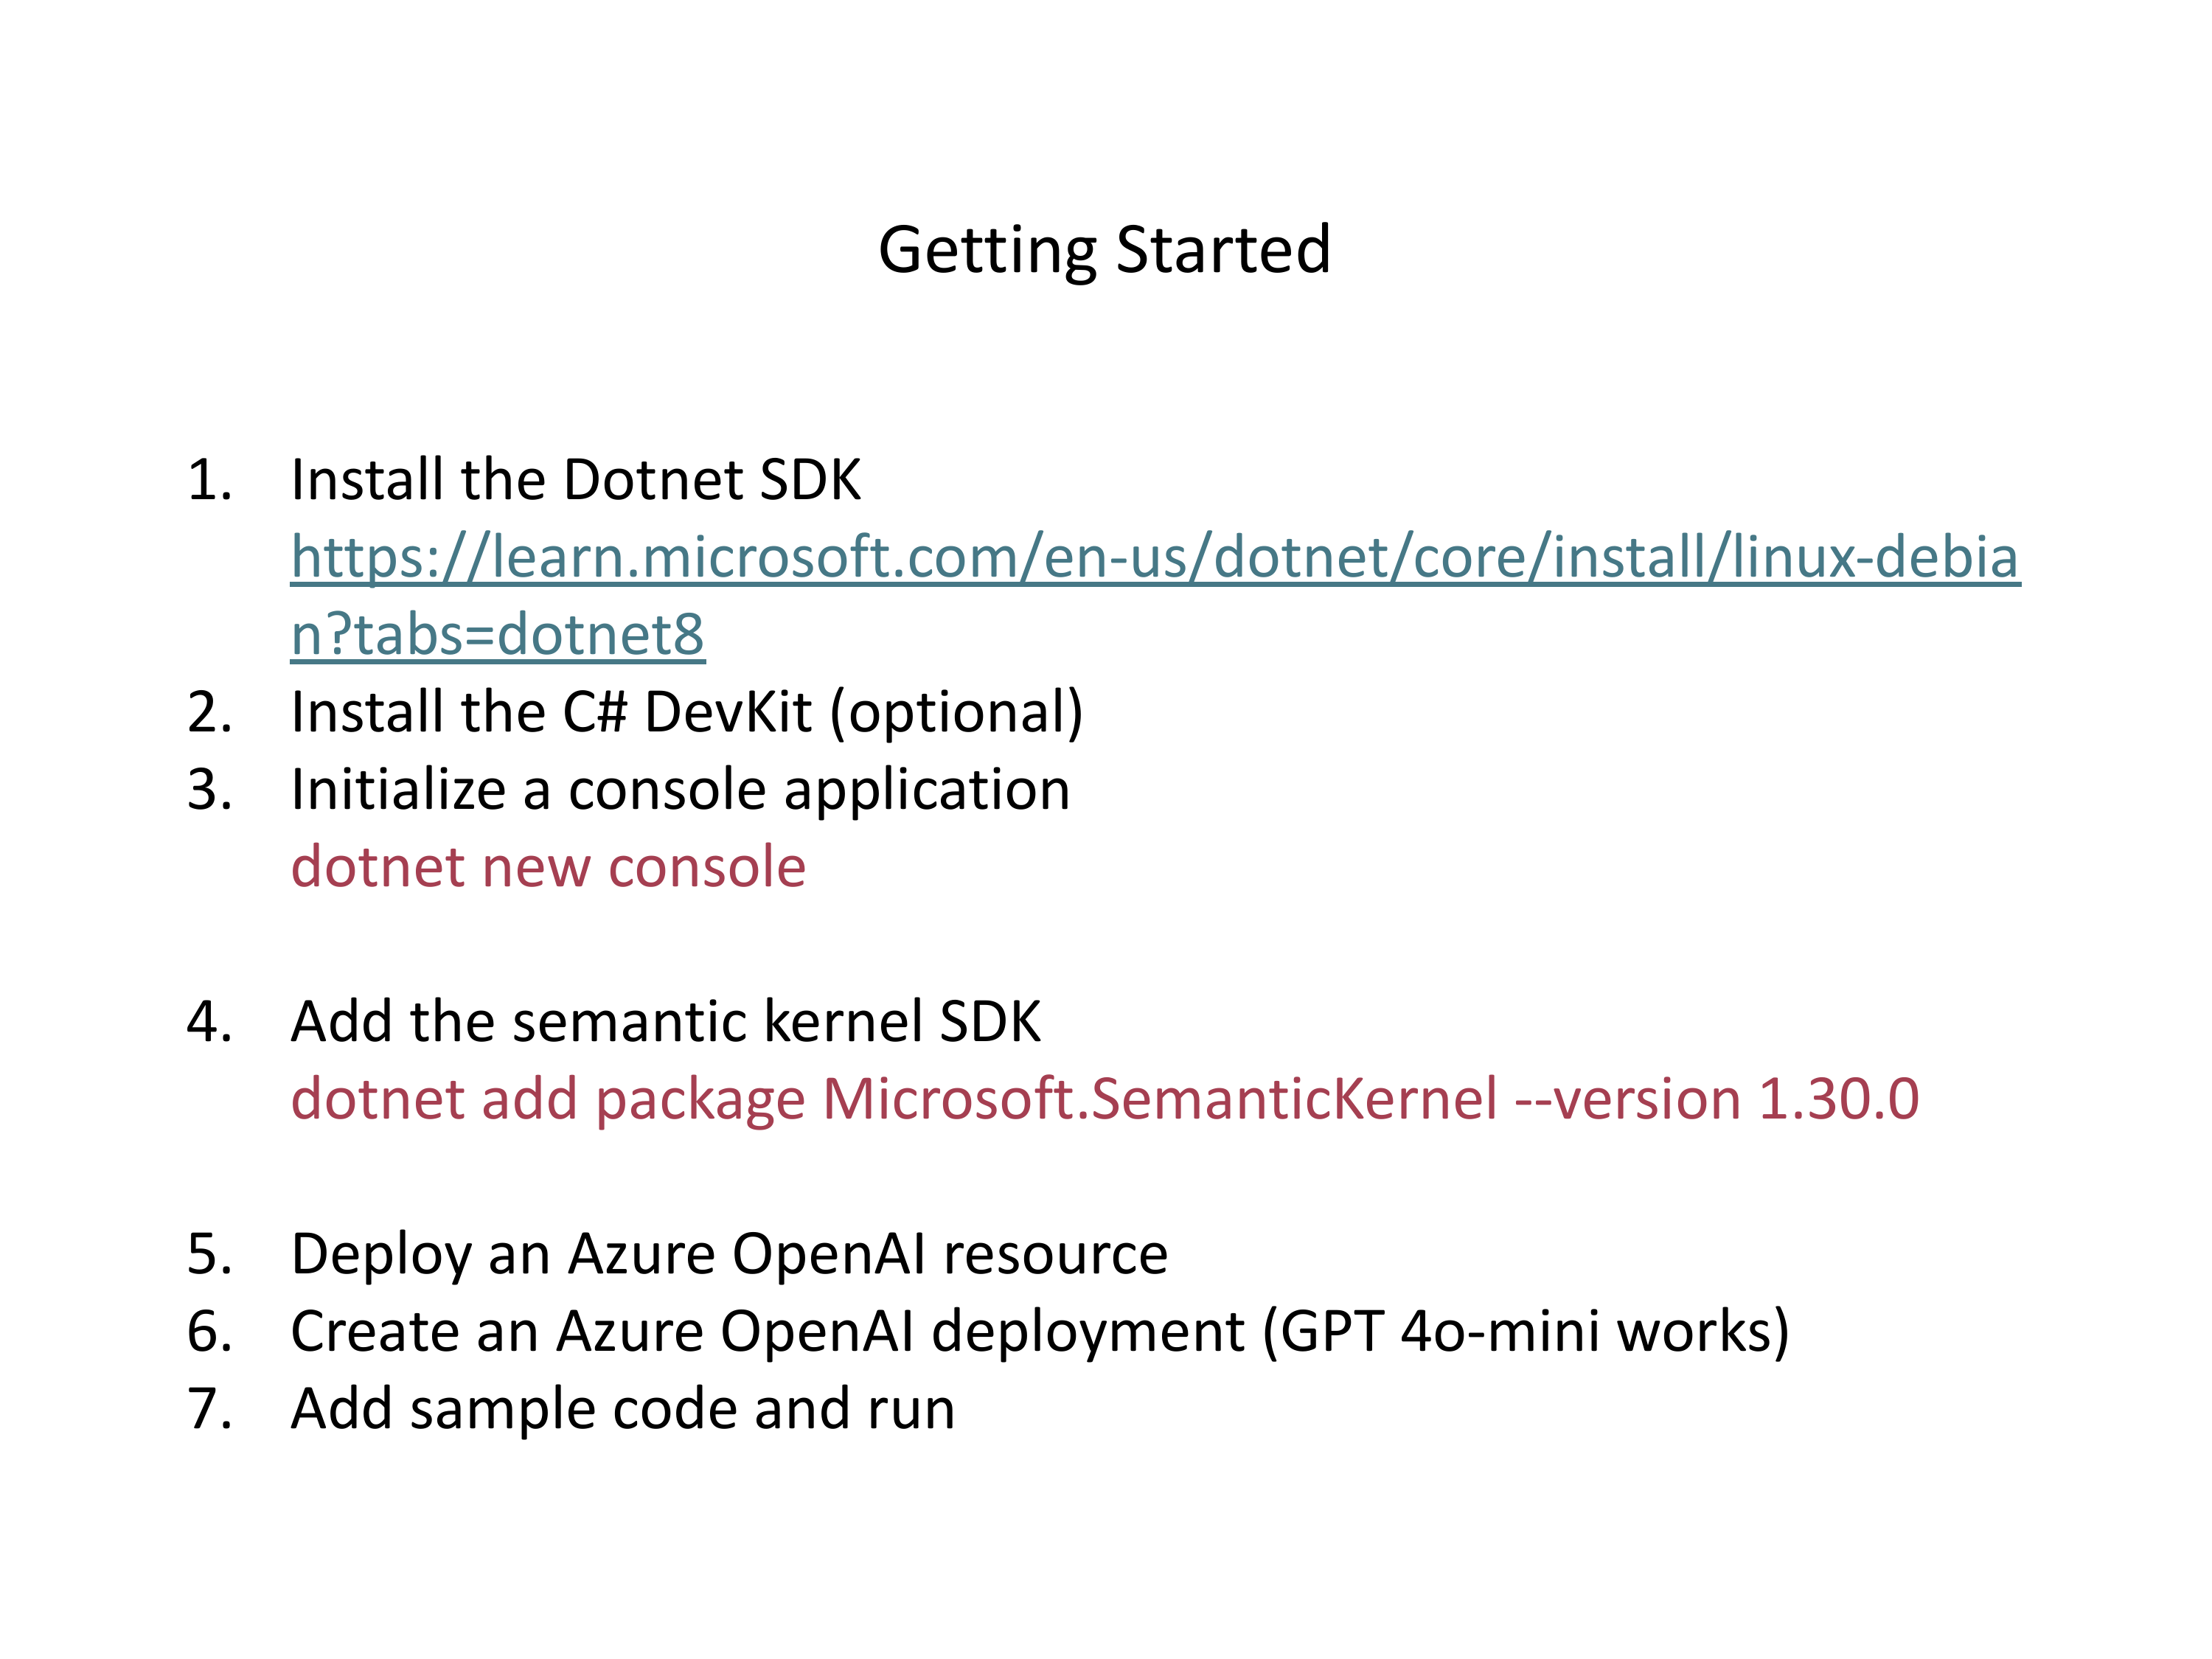 Getting Started
1. Install the Dotnet SDK
https://learn.microsoft.com/en-us/dotnet/core/install/linux-debia
n?tabs=dotnet8
2. Install the C# DevKit (optional)
3. Initialize a console application
dotnet new console
4. Add the semantic kernel SDK
dotnet add package Microsoft.SemanticKernel --version 1.30.0
5. Deploy an Azure OpenAI resource
6. Create an Azure OpenAI deployment (GPT 4o-mini works)
7. Add sample code and run